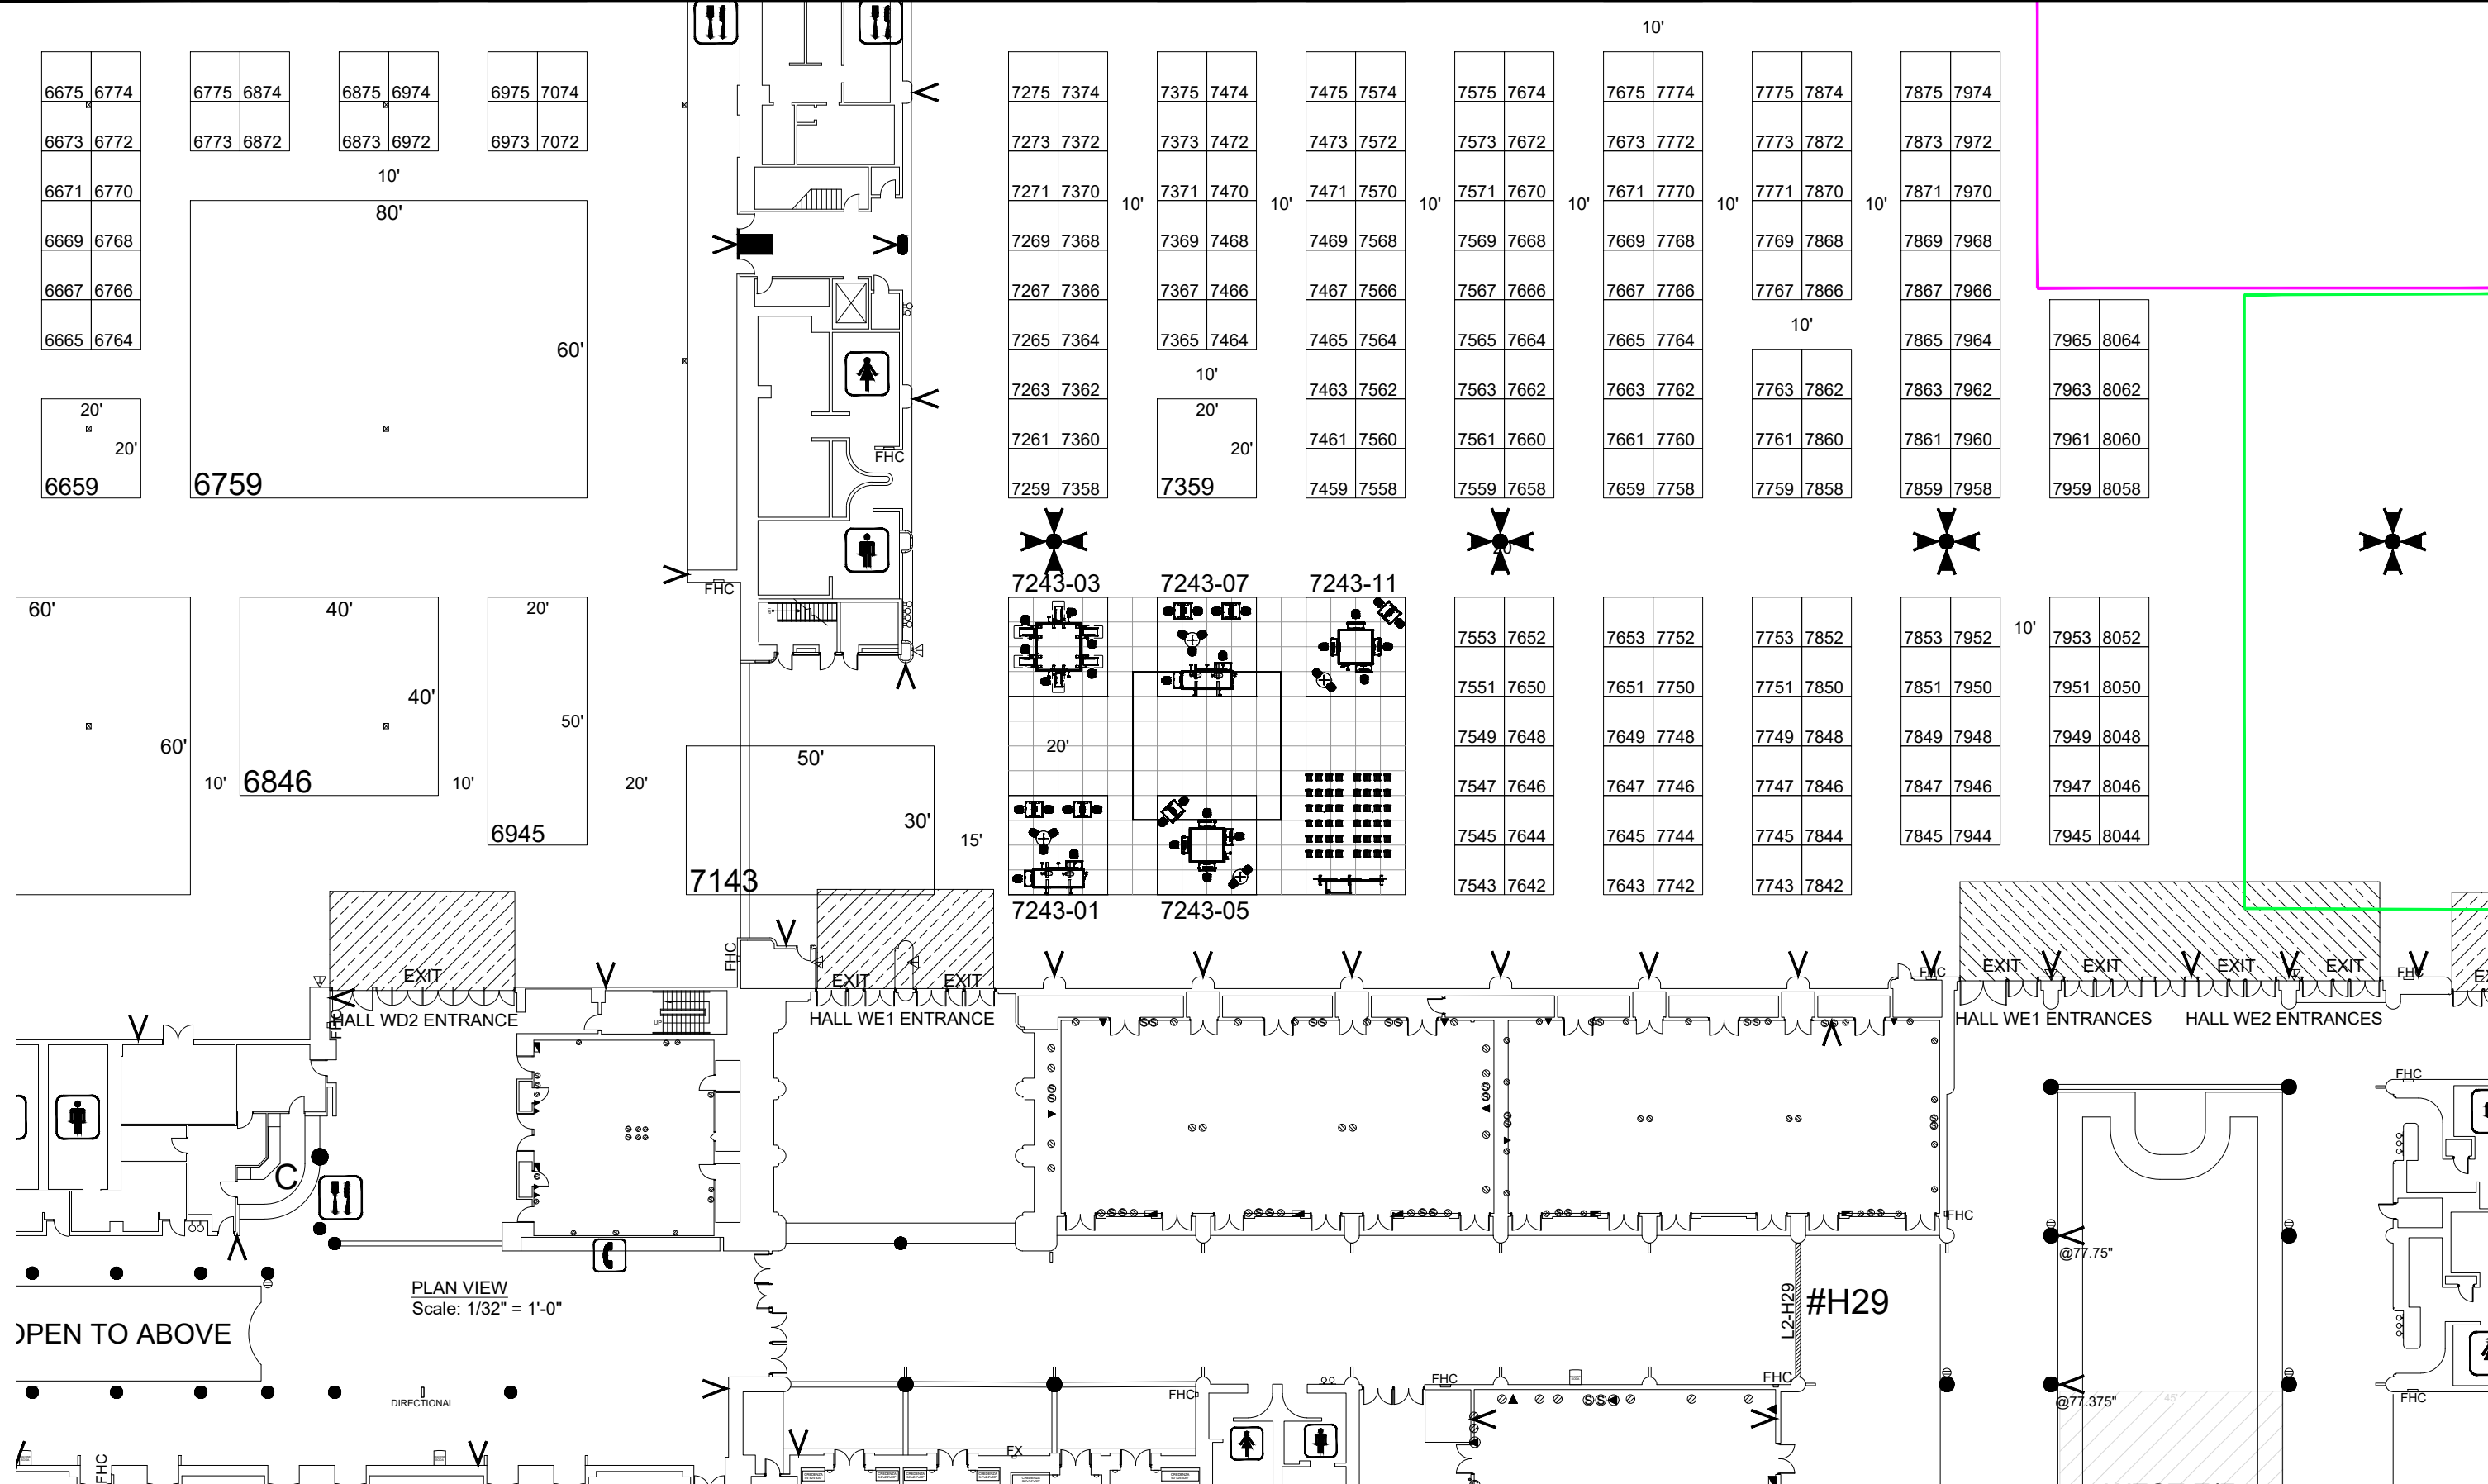 10'
6675 6774 6775 6874 6875 6974 6975 7074 7275 7374 7375 7474 7475 7574 7575 7674 7675 7774 7775 7874 7875 7974
6673 6772 6773 6872 6873 6972 6973 7072 7273 7372 7373 7472 7473 7572 7573 7672 7673 7772 7773 7872 7873 7972
10'
6671 6770 7271 7370 7371 7470 7471 7570 7571 7670 7671 7770 7771 7870 7871 7970
80' 10' 10' 10' 10' 10' 10'
6669 6768 7269 7368 7369 7468 7469 7568 7569 7668 7669 7768 7769 7868 7869 7968
6667 6766 7267 7366 7367 7466 7467 7566 7567 7666 7667 7766 7767 7866 7867 7966
10'
6665 6764 7265 7364 7365 7464 7465 7564 7565 7664 7665 7764 7865 7964 7965 8064
60'
10'
7263 7362 7463 7562 7563 7662 7663 7762 7763 7862 7863 7962 7963 8062
20' 20'
7261 7360 7461 7560 7561 7660 7661 7760 7761 7860 7861 7960 7961 8060
20' 20'
FHC
6659 6759 7259 7358 7359 7459 7558 7559 7658 7659 7758 7759 7858 7859 7958 7959 8058
20'
7243-03 7243-07 7243-11
FHC
60' 40' 20'
10'
7553 7652 7653 7752 7753 7852 7853 7952 7953 8052
40'
7551 7650 7651 7750 7751 7850 7851 7950 7951 8050
50'
7549 7648 7649 7748 7749 7848 7849 7948 7949 8048
60' 20'
50'
10' 6846 10' 20'
7547 7646 7647 7746 7747 7846 7847 7946 7947 8046
30'
6945 15'
7545 7644 7645 7744 7745 7844 7845 7944 7945 8044
7143
7543 7642 7643 7742 7743 7842
7243-01 7243-05
FHC
EXIT EXIT EXIT EXIT EXIT EXIT EXIT
FHC FHC
HALL WD2 ENTRANCE HALL WE1 ENTRANCE HALL WE1 ENTRANCES HALL WE2 ENTRANCES
FHC
UP
FHC
C
FHC
@77.75"
PLAN VIEW
Scale: 1/32" = 1'-0"
L2-H29 #H29
OPEN TO ABOVE
FHC FHC FHC FHC
DIRECTIONAL
@77.375"
45'
FX
FHC